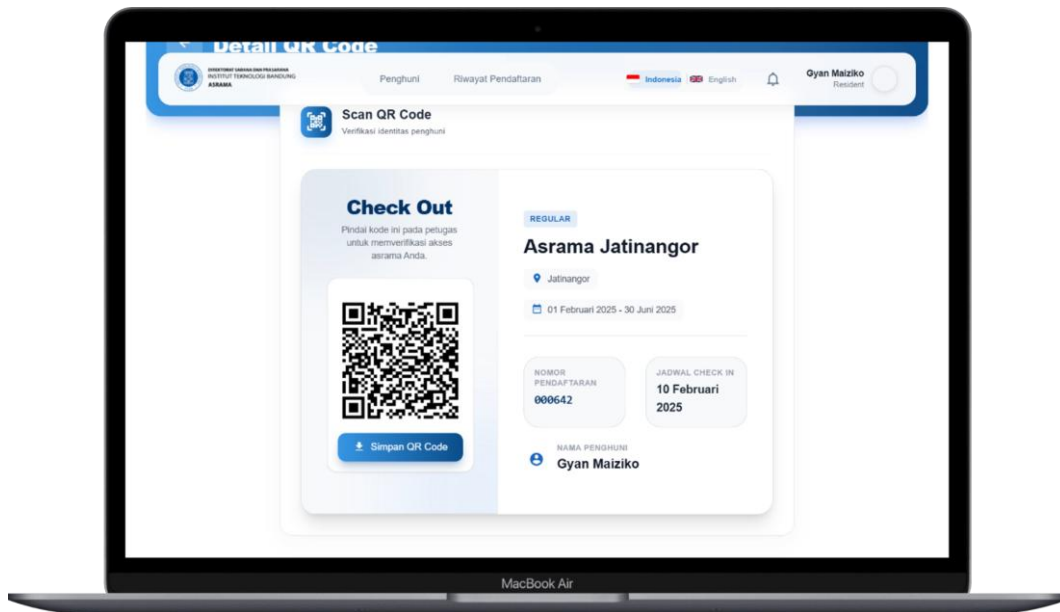 Detail QR Code
DIREKTORAT SARANA DAN PRASARANA
INSTITUT TEKNOLOGI BANDUNG
ASRAMA
Penghuni
Riwayat Pendaftaran
Indonesia
English
Gyan Maiziko
Resident
Scan QR Code
Verifikasi identitas penghuni
Check Out
Pindai kode ini pada petugas
untuk memverifikasi akses
asrama Anda.
Simpan QR Code
REGULAR
Asrama Jatinangor
Jatinangor
01 Februari 2025 - 30 Juni 2025
NOMOR
PENDAFTARAN
000642
JADWAL CHECK IN
10 Februari
2025
NAMA PENGHUNI
Gyan Maiziko
MacBook Air